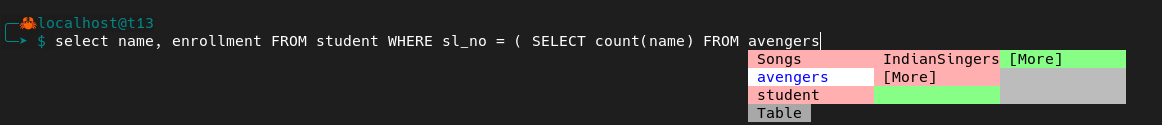 🦀localhost@t13
$ select name, enrollment FROM student WHERE sl_no = ( SELECT count(name) FROM avengers
Songs IndianSingers [More]
avengers [More]
student
Table